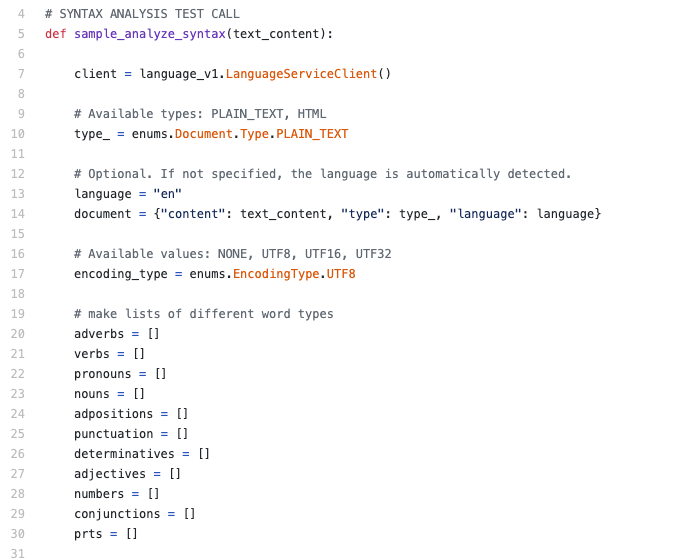 4 # SYNTAX ANALYSIS TEST CALL
5 def sample_analyze_syntax(text_content):
6
7     client = language_v1.LanguageServiceClient()
8
9     # Available types: PLAIN_TEXT, HTML
10     type_ = enums.Document.Type.PLAIN_TEXT
11
12     # Optional. If not specified, the language is automatically detected.
13     language = "en"
14     document = {"content": text_content, "type": type_, "language": language}
15
16     # Available values: NONE, UTF8, UTF16, UTF32
17     encoding_type = enums.EncodingType.UTF8
18
19     # make lists of different word types
20     adverbs = []
21     verbs = []
22     pronouns = []
23     nouns = []
24     adpositions = []
25     punctuation = []
26     determinatives = []
27     adjectives = []
28     numbers = []
29     conjunctions = []
30     prts = []
31